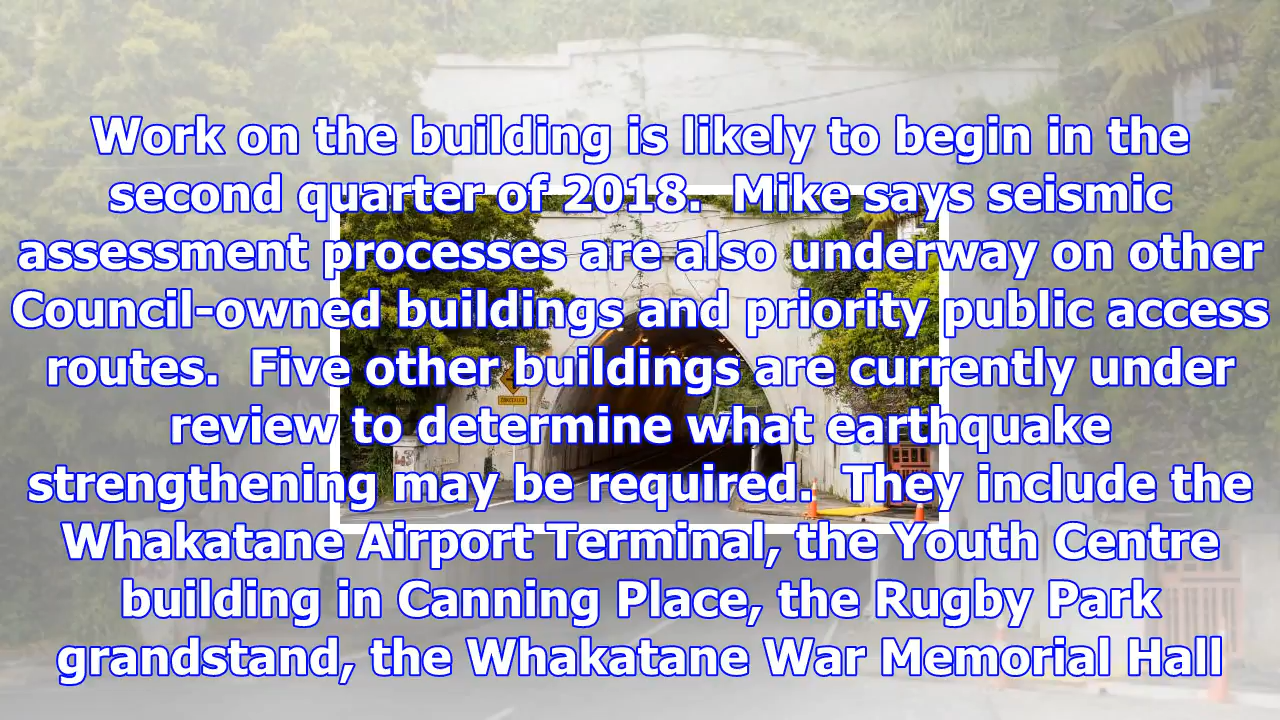 Work on the building is likely to begin in the
second quarter of 2018.  Mike says seismic
assessment processes are also underway on other
Council-owned buildings and priority public access
routes.  Five other buildings are currently under
review to determine what earthquake
strengthening may be required.  They include the
Whakatane Airport Terminal, the Youth Centre
building in Canning Place, the Rugby Park
grandstand, the Whakatane War Memorial Hall